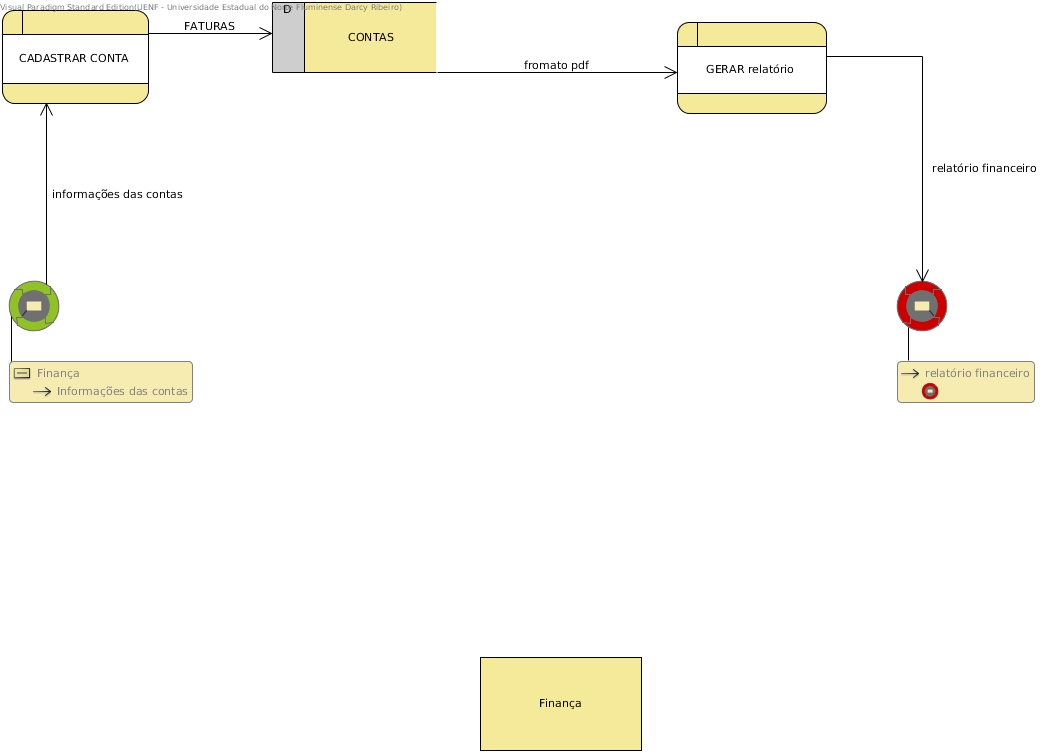 Visual Paradigm Standard Edition(UENF - Universidade Estadual do Norte Fluminense Darcy Ribeiro)
D
FATURAS
CONTAS
CADASTRAR CONTA
fromato pdf
GERAR relatório
relatório financeiro
informações das contas
Finança
Informações das contas
relatório financeiro
Finança